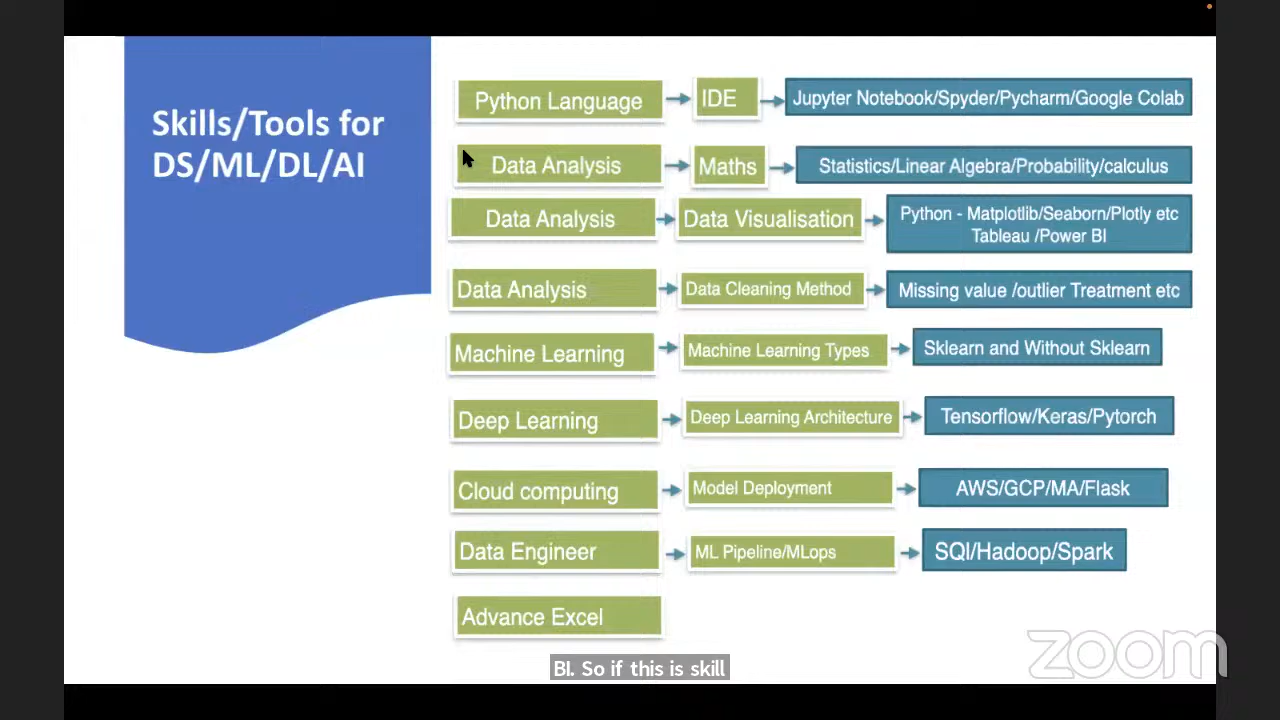 Skills/Tools for
DS/ML/DL/AI
Python Language
IDE
Jupyter Notebook/Spyder/Pycharm/Google Colab
Data Analysis
Maths
Statistics/Linear Algebra/Probability/calculus
Data Analysis
Data Visualisation
Python - Matplotlib/Seaborn/Plotly etc
Tableau /Power BI
Data Analysis
Data Cleaning Method
Missing value /outlier Treatment etc
Machine Learning
Machine Learning Types
Sklearn and Without Sklearn
Deep Learning
Deep Learning Architecture
Tensorflow/Keras/Pytorch
Cloud computing
Model Deployment
AWS/GCP/MA/Flask
Data Engineer
ML Pipeline/MLops
SQl/Hadoop/Spark
Advance Excel
BI. So if this is skill
zoom